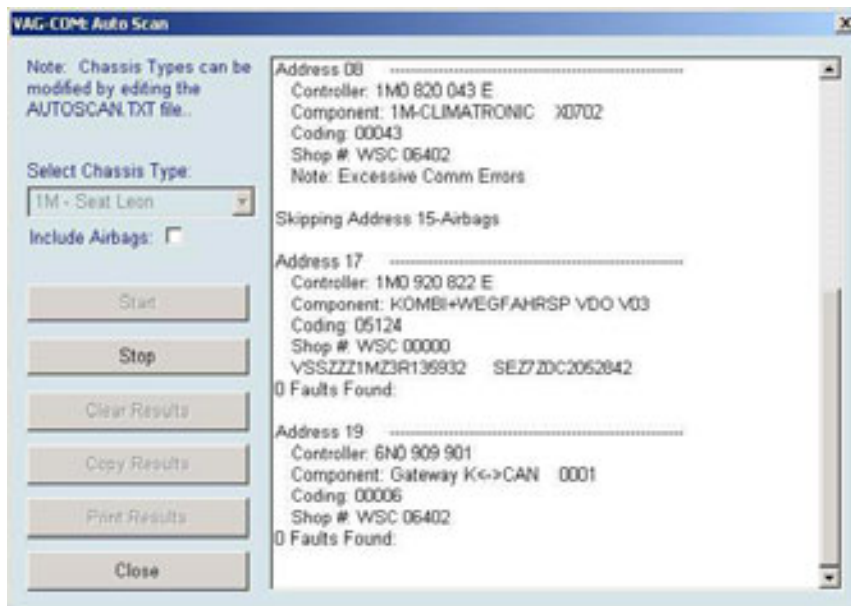 VAG-COM: Auto Scan
Note: Chassis Types can be
modified by editing the
AUTOSCAN.TXT file..
Select Chassis Type:
1M - Seat Leon
Include Airbags:
Start
Stop
Clear Results
Copy Results
Print Results
Close
Address 08 --------------------------------------------------------
Controller: 1M0 820 043 E
Component: 1M-CLIMATRONIC X0702
Coding: 00043
Shop #: WSC 06402
Note: Excessive Comm Errors
Skipping Address 15-Airbags
Address 17 --------------------------------------------------------
Controller: 1M0 920 822 E
Component: KOMBI+WEGFAHRSP VDO V03
Coding: 05124
Shop #: WSC 00000
VSSZZZ1MZ3R136932 SEZ7Z0C2052842
0 Faults Found:
Address 19 --------------------------------------------------------
Controller: 6N0 909 901
Component: Gateway K<->CAN 0001
Coding: 00006
Shop #: WSC 06402
0 Faults Found: